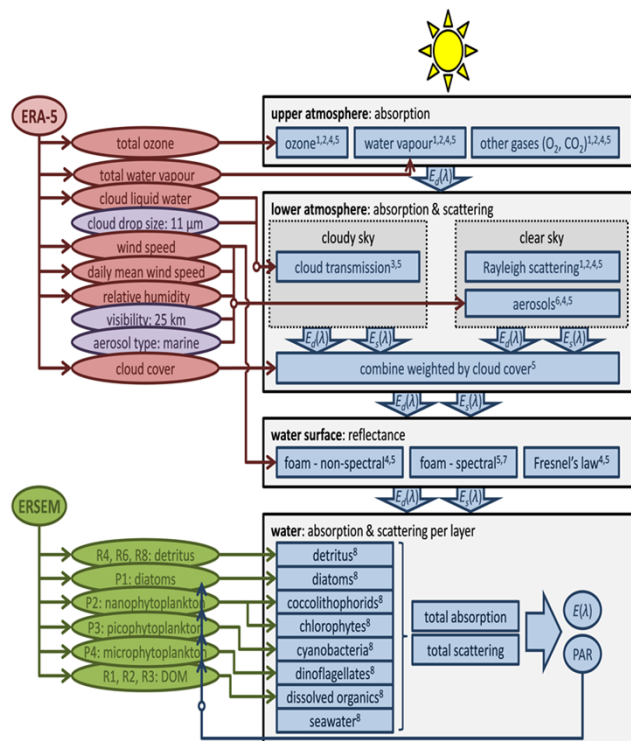 ERA-5
upper atmosphere: absorption
total ozone
ozone1,2,4,5
water vapour1,2,4,5
other gases (O2, CO2)1,2,4,5
total water vapour
Ed(λ)
cloud liquid water
lower atmosphere: absorption & scattering
cloud drop size: 11 µm
cloudy sky
clear sky
wind speed
cloud transmission3,5
Rayleigh scattering1,2,4,5
daily mean wind speed
relative humidity
aerosols6,4,5
visibility: 25 km
aerosol type: marine
Ed(λ)
Es(λ)
Ed(λ)
Es(λ)
cloud cover
combine weighted by cloud cover5
Ed(λ)
Es(λ)
water surface: reflectance
foam - non-spectral4,5
foam - spectral5,7
Fresnel's law4,5
Ed(λ)
Es(λ)
ERSEM
water: absorption & scattering per layer
R4, R6, R8: detritus
detritus8
P1: diatoms
diatoms8
P2: nanophytoplankton
coccolithophorids8
total absorption
E(λ)
P3: picophytoplankton
chlorophytes8
P4: microphytoplankton
cyanobacteria8
total scattering
PAR
R1, R2, R3: DOM
dinoflagellates8
dissolved organics8
seawater8